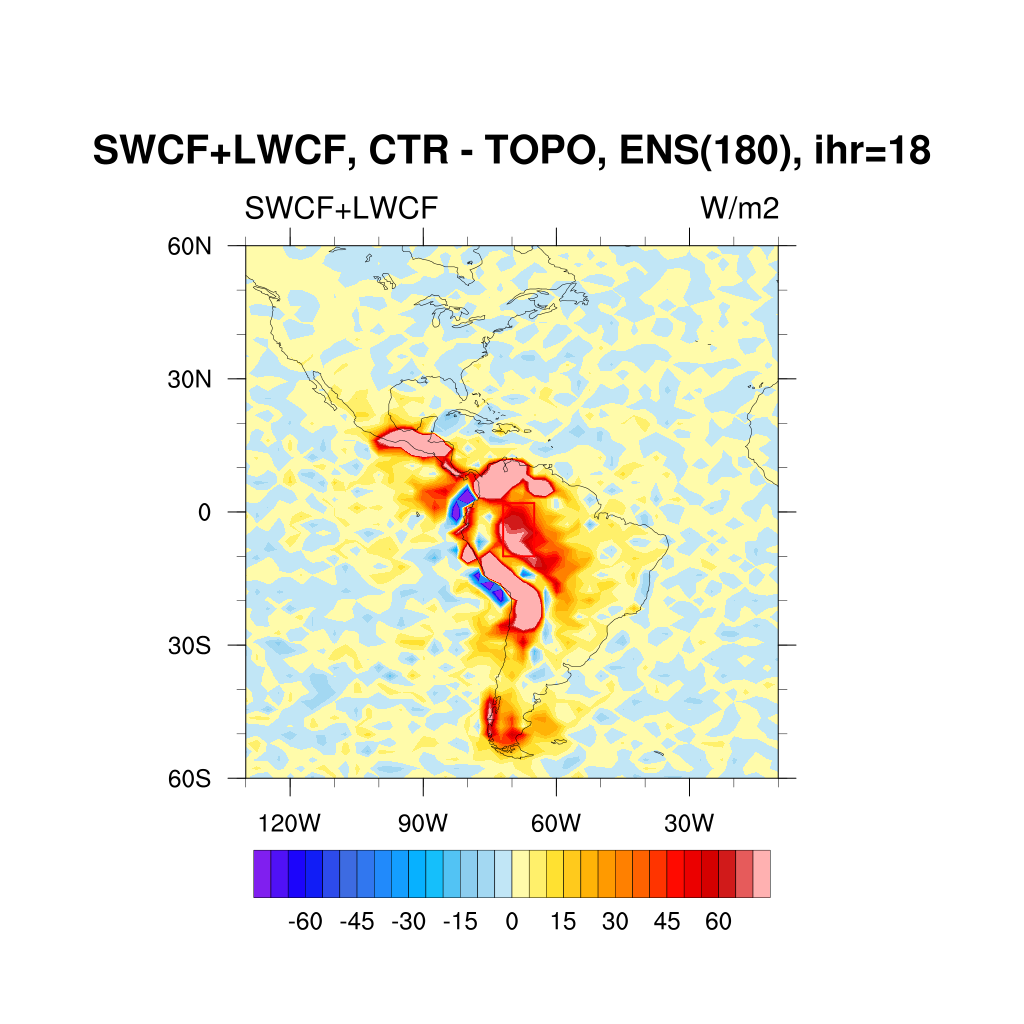 SWCF+LWCF, CTR - TOPO, ENS(180), ihr=18
SWCF+LWCF W/m2
60N
30N
0
30S
60S
120W 90W 60W 30W
-60 -45 -30 -15 0 15 30 45 60